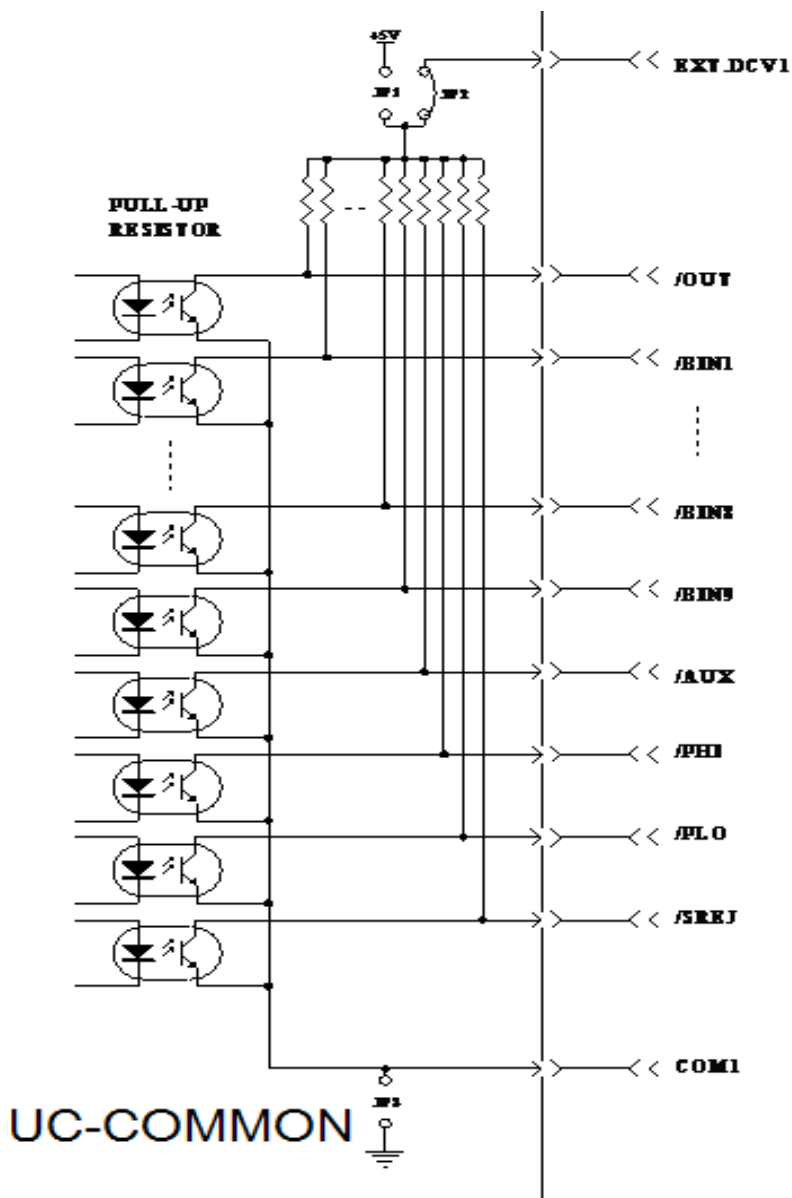 +5V
EXT.DCV1
JP1
JP2
PULL-UP
RESISTOR
/OUT
/BIN1
/BIN8
/BIN9
/AUX
/PHI
/PLO
/SREJ
COM1
JP3
UC-COMMON